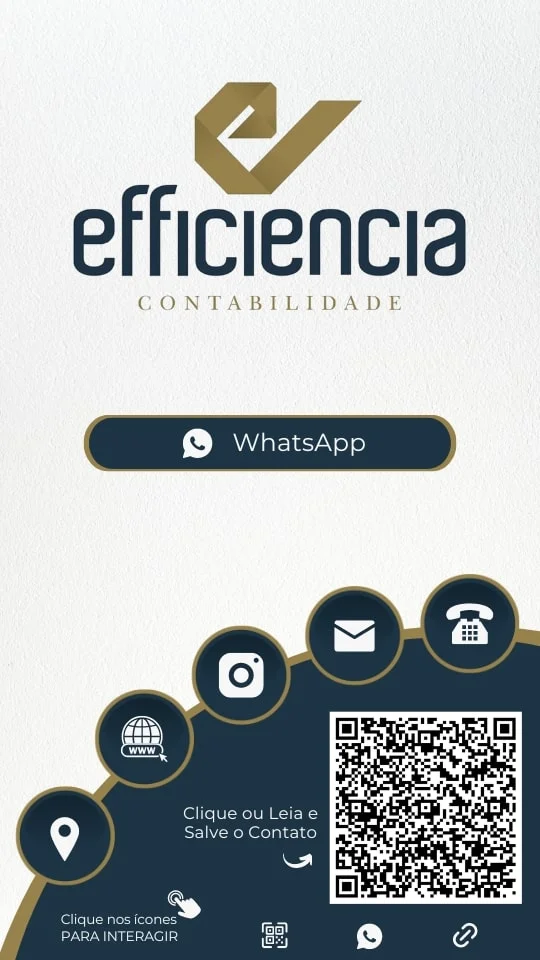 efficiencia
CONTABILIDADE
WhatsApp
WWW
Clique ou Leia e
Salve o Contato
Clique nos ícones
PARA INTERAGIR